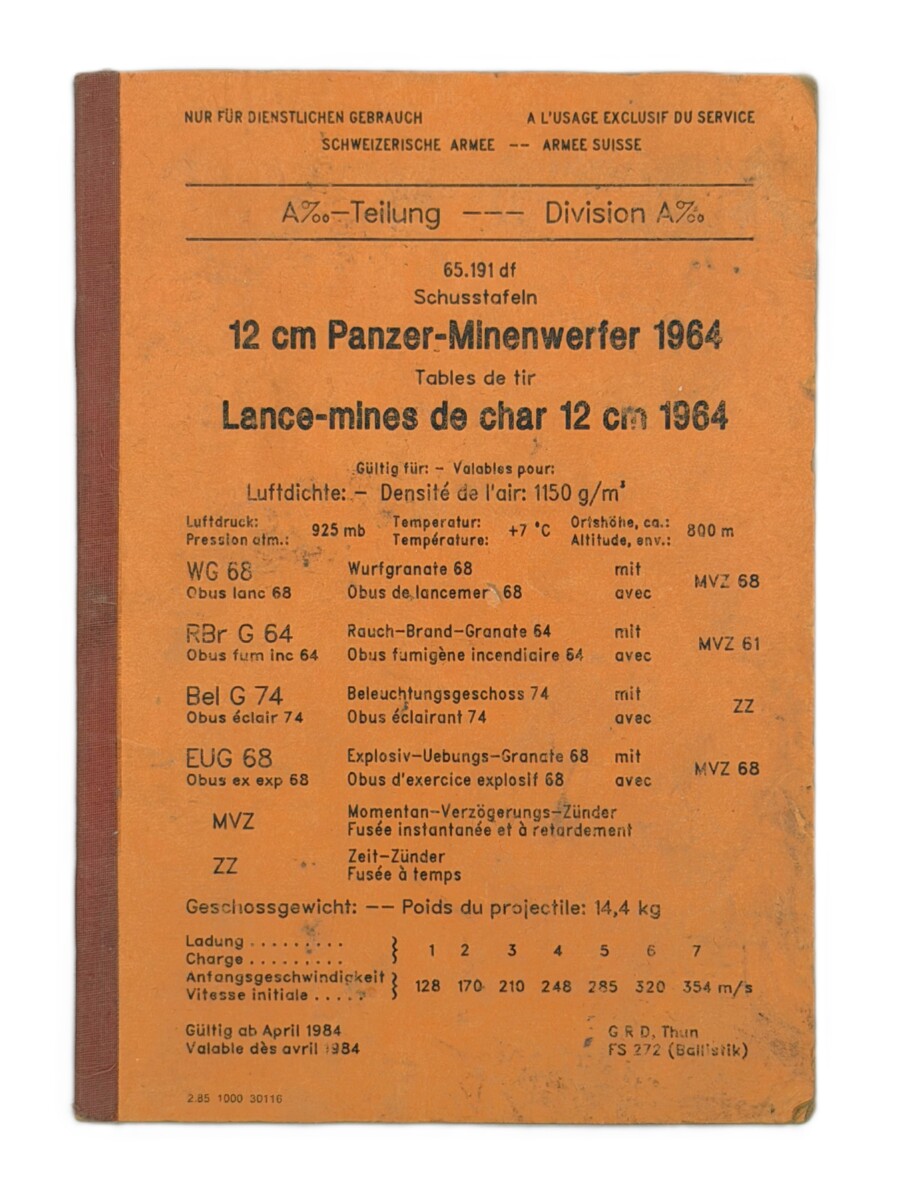 NUR FÜR DIENSTLICHEN GEBRAUCH A L'USAGE EXCLUSIF DU SERVICE
SCHWEIZERISCHE ARMEE -- ARMEE SUISSE
A‰-Teilung --- Division A‰
65.191 df
Schusstafeln
12 cm Panzer-Minenwerfer 1964
Tables de tir
Lance-mines de char 12 cm 1964
Gültig für: - Valables pour:
Luftdichte: - Densité de l'air: 1150 g/m³
Luftdruck: 925 mb Temperatur: +7 °C Ortshöhe, ca.: 800 m
Pression atm.: Température: Altitude, env.:
WG 68 Wurfgranate 68 mit MVZ 68
Obus lanc 68 Obus de lancemer 68 avec
RBr G 64 Rauch-Brand-Granate 64 mit MVZ 61
Obus fum inc 64 Obus fumigène incendiaire 64 avec
Bel G 74 Beleuchtungsgeschoss 74 mit ZZ
Obus éclair 74 Obus éclairant 74 avec
EUG 68 Explosiv-Uebungs-Granate 68 mit MVZ 68
Obus ex exp 68 Obus d'exercice explosif 68 avec
MVZ Momentan-Verzögerungs-Zünder
Fusée instantanée et à retardement
ZZ Zeit-Zünder
Fusée à temps
Geschossgewicht: -- Poids du projectile: 14,4 kg
Ladung ......... } 1 2 3 4 5 6 7
Charge .........
Anfangsgeschwindigkeit } 128 170 210 248 285 320 354 m/s
Vitesse initiale .....
Gültig ab April 1984 G R D, Thun
Valable dès avril 1984 FS 272 (Ballistik)
2.85 1000 30116